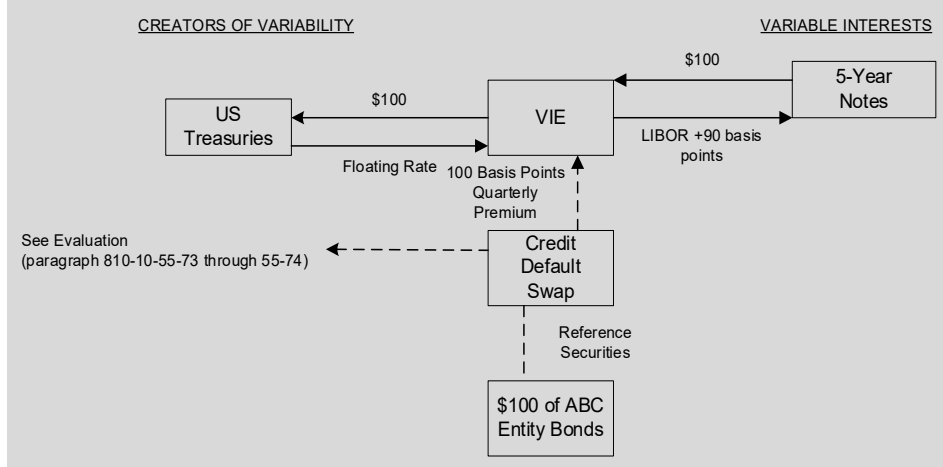 CREATORS OF VARIABILITY
VARIABLE INTERESTS
$100
5-Year
Notes
$100
US
Treasuries
VIE
LIBOR +90 basis
points
Floating Rate
100 Basis Points
Quarterly
Premium
See Evaluation
(paragraph 810-10-55-73 through 55-74)
Credit
Default
Swap
Reference
Securities
$100 of ABC
Entity Bonds